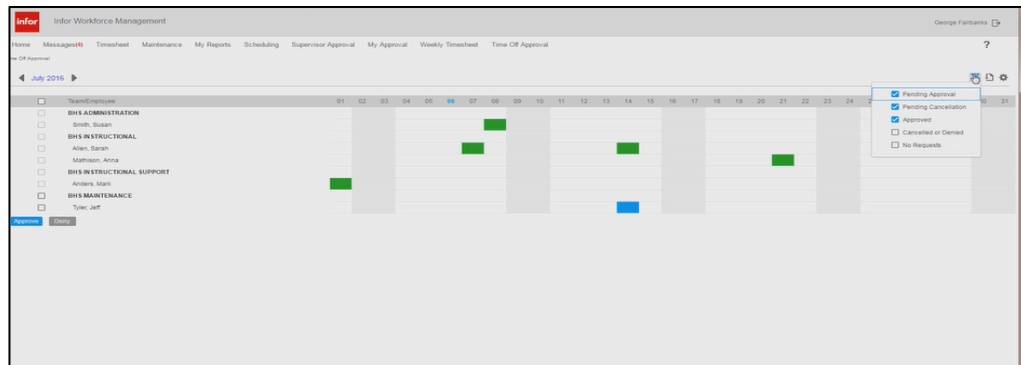 infor Infor Workforce Management George Fairbanks
Home Messages(6) Timesheet Maintenance My Reports Scheduling Supervisor Approval My Approval Weekly Timesheet Time Off Approval ?
me Off Approval
July 2016
Pending Approval
Team/Employee 01 02 03 04 05 06 07 08 09 10 11 12 13 14 15 16 17 18 19 20 21 22 23 24 2 30 31
Pending Cancellation
BHS ADMINISTRATION
Approved
Smith, Susan
Cancelled or Denied
BHS INSTRUCTIONAL
No Requests
Allen, Sarah
Mathison, Anna
BHS INSTRUCTIONAL SUPPORT
Anders, Mark
BHS MAINTENANCE
Tyler, Jeff
Approve Deny